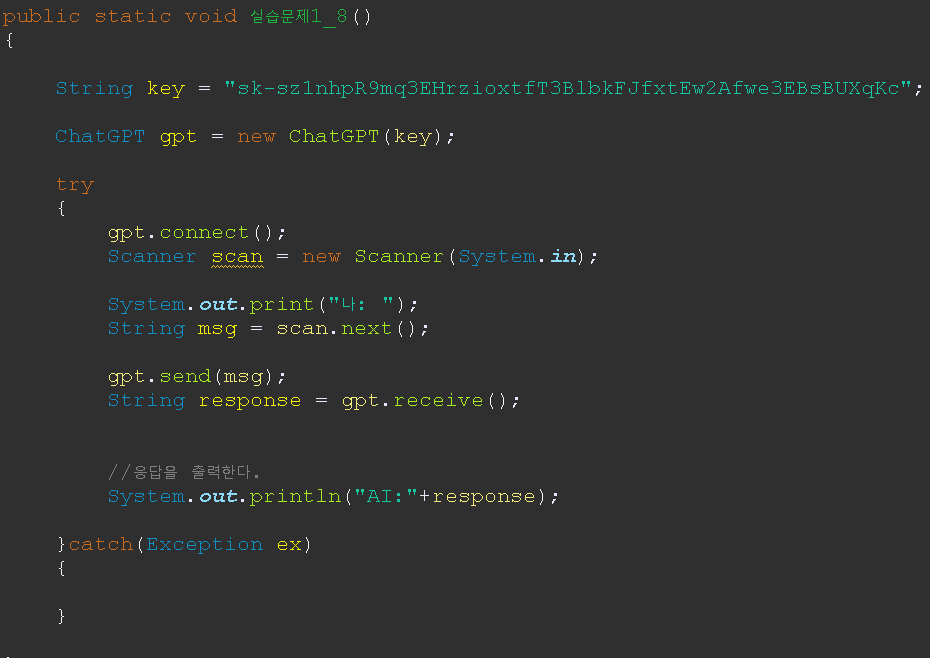 public static void 실습문제1_8()
{
String key = "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";
ChatGPT gpt = new ChatGPT(key);
try
{
gpt.connect();
Scanner scan = new Scanner(System.in);
System.out.print("나: ");
String msg = scan.next();
gpt.send(msg);
String response = gpt.receive();
//응답을 출력한다.
System.out.println("AI:"+response);
}catch(Exception ex)
{
}